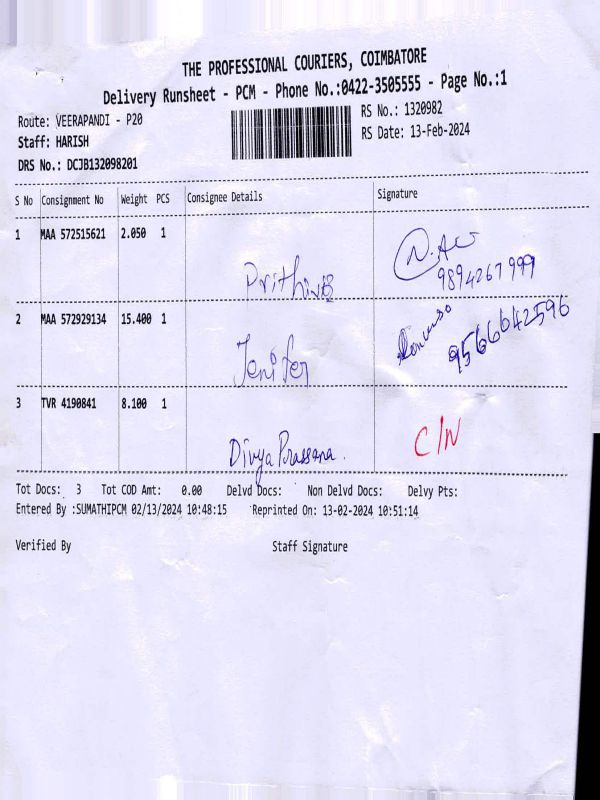 THE PROFESSIONAL COURIERS, COIMBATORE
Delivery Runsheet - PCM - Phone No.:0422-3505555 - Page No.:1
Route: VEERAPANDI - P20
RS No.: 1320982
Staff: HARISH
RS Date: 13-Feb-2024
DRS No.: DCJB132098201
S No Consignment No Weight PCS Consignee Details Signature
1 MAA 572515621 2.050 1
9894267999
2 MAA 572929134 15.400 1
Jenifer 9566642596
3 TVR 4190841 8.100 1
Divya Prassana. C/N
Tot Docs: 3 Tot COD Amt: 0.00 Delvd Docs: Non Delvd Docs: Delvy Pts:
Entered By :SUMATHIPCM 02/13/2024 10:48:15 Reprinted On: 13-02-2024 10:51:14
Verified By Staff Signature